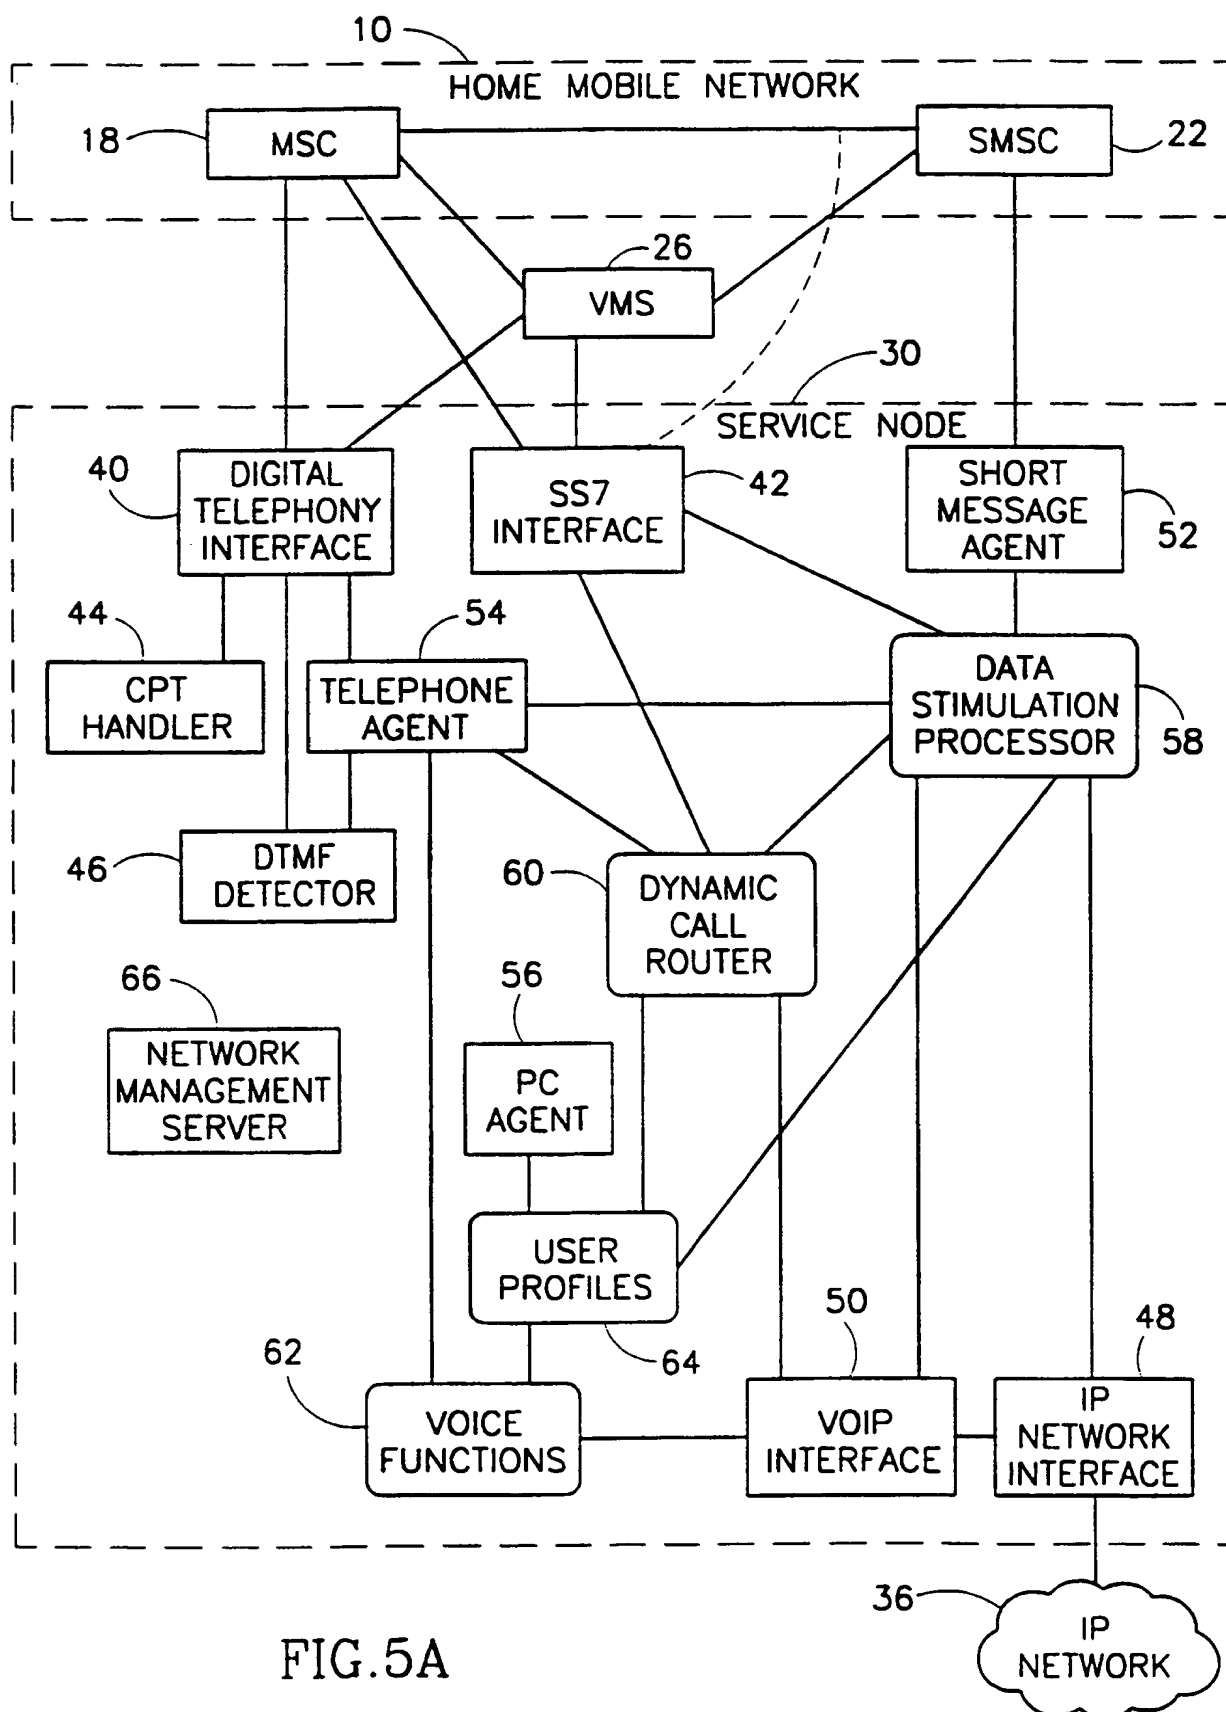 10
HOME MOBILE NETWORK
18
MSC
SMSC
22
26
VMS
30
SERVICE NODE
40
DIGITAL
TELEPHONY
INTERFACE
SS7
INTERFACE
42
SHORT
MESSAGE
AGENT
52
44
CPT
HANDLER
54
TELEPHONE
AGENT
DATA
STIMULATION
PROCESSOR
58
46
DTMF
DETECTOR
60
DYNAMIC
CALL
ROUTER
66
NETWORK
MANAGEMENT
SERVER
56
PC
AGENT
USER
PROFILES
64
62
VOICE
FUNCTIONS
50
VOIP
INTERFACE
48
IP
NETWORK
INTERFACE
36
IP
NETWORK
FIG.5A